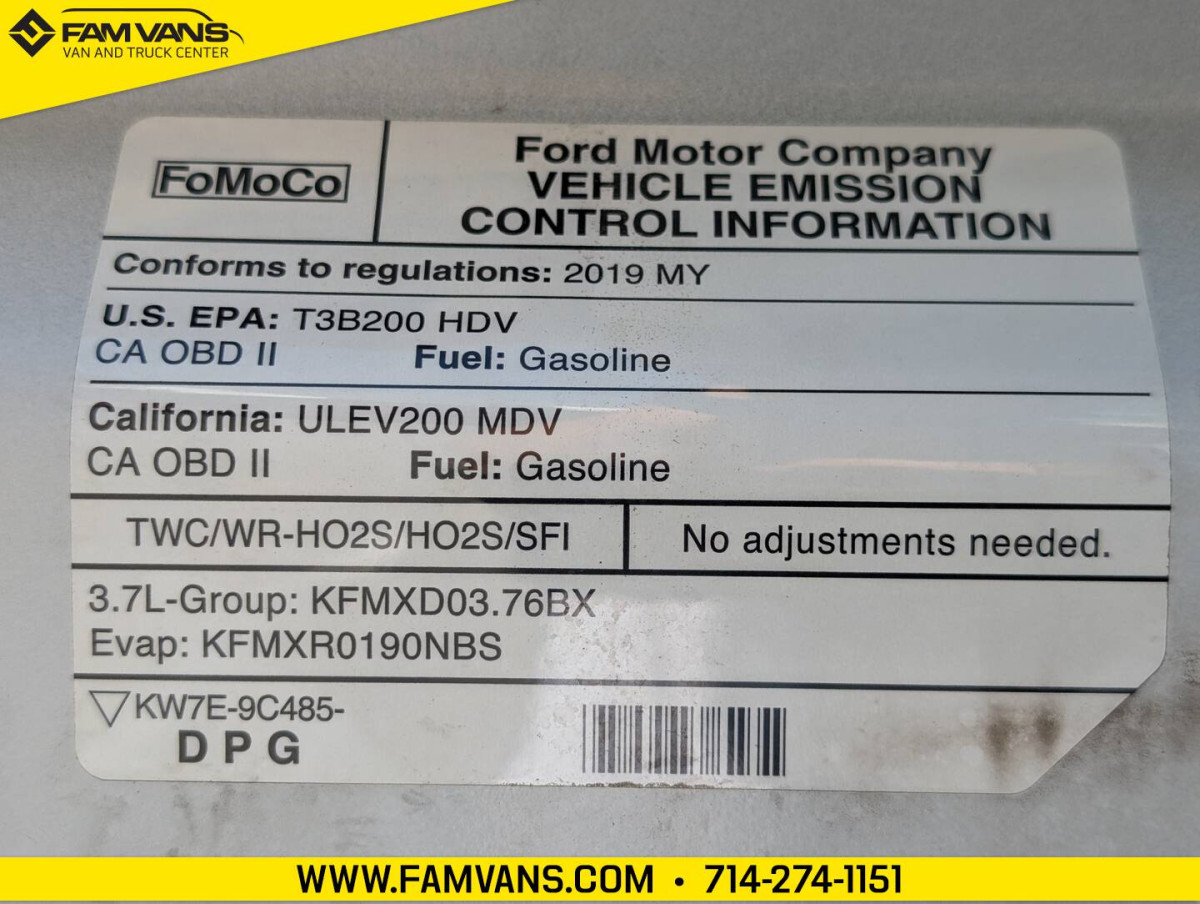 FAM VANS
VAN AND TRUCK CENTER
FoMoCo
Ford Motor Company
VEHICLE EMISSION
CONTROL INFORMATION
Conforms to regulations: 2019 MY
U.S. EPA: T3B200 HDV
CA OBD II Fuel: Gasoline
California: ULEV200 MDV
CA OBD II Fuel: Gasoline
TWC/WR-HO2S/HO2S/SFI
No adjustments needed.
3.7L-Group: KFMXD03.76BX
Evap: KFMXR0190NBS
▽KW7E-9C485-
D P G
WWW.FAMVANS.COM • 714-274-1151